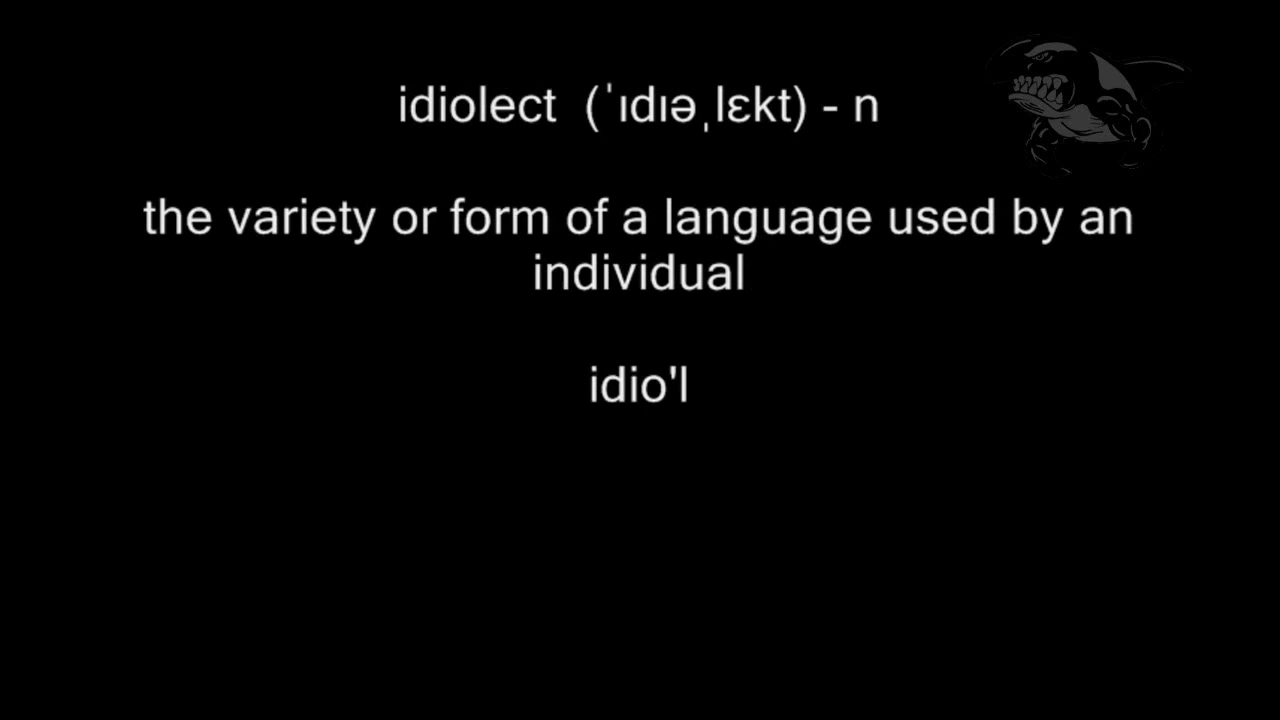 idiolect (ˈɪdɪəˌlɛkt) - n
the variety or form of a language used by an
individual
idio'l